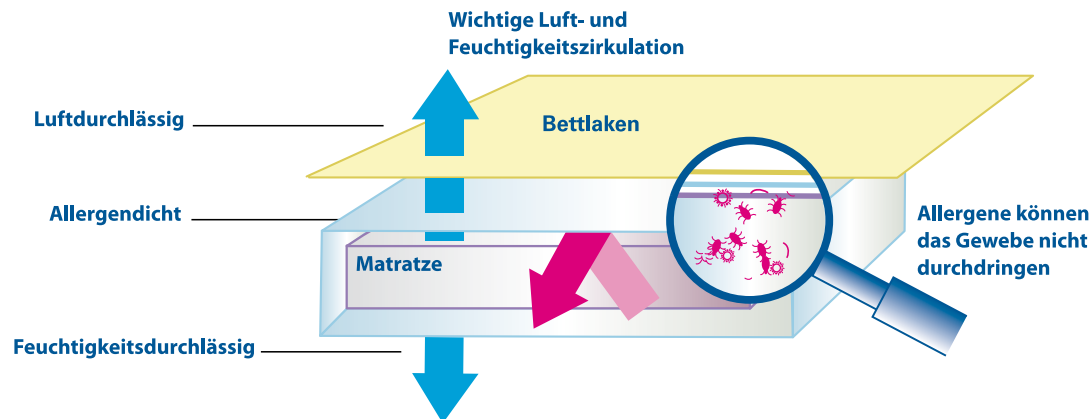 Wichtige Luft- und
Feuchtigkeitszirkulation
Luftdurchlässig
Bettlaken
Allergendicht
Allergene können
das Gewebe nicht
durchdringen
Matratze
Feuchtigkeitsdurchlässig